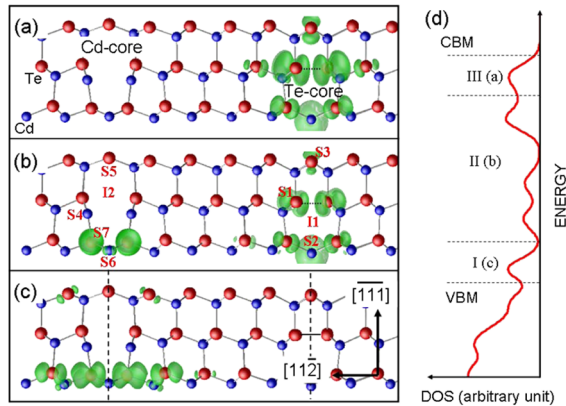 (a)
Cd-core
Te
Te-core
Cd
(b)
S5
S3
I2
S1
S4
I1
S7
S2
S6
(c)
[111]
[112]
(d)
CBM
III (a)
II (b)
ENERGY
I (c)
VBM
DOS (arbitrary unit)